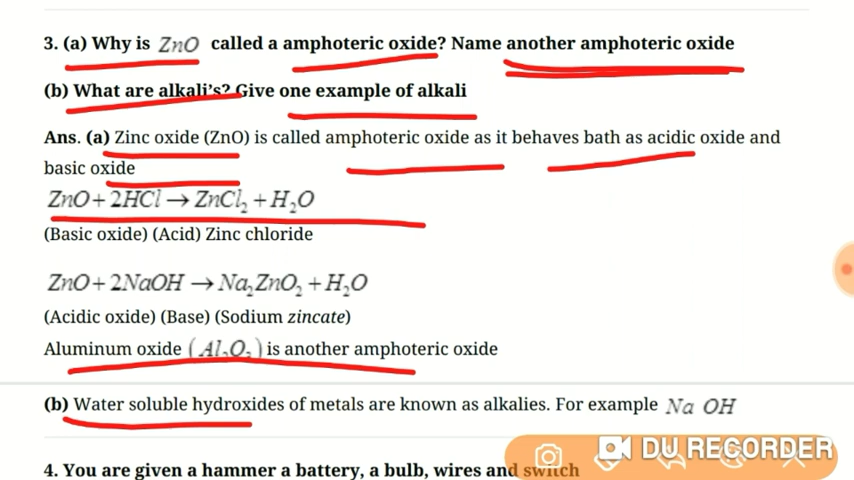 3. (a) Why is ZnO called a amphoteric oxide? Name another amphoteric oxide
(b) What are alkali's? Give one example of alkali
Ans. (a) Zinc oxide (ZnO) is called amphoteric oxide as it behaves bath as acidic oxide and
basic oxide
ZnO + 2HCl → ZnCl₂ + H₂O
(Basic oxide) (Acid) Zinc chloride
ZnO + 2NaOH → Na₂ZnO₂ + H₂O
(Acidic oxide) (Base) (Sodium zincate)
Aluminum oxide (Al₂O₃) is another amphoteric oxide
(b) Water soluble hydroxides of metals are known as alkalies. For example Na OH
DU RECORDER
4. You are given a hammer a battery, a bulb, wires and switch